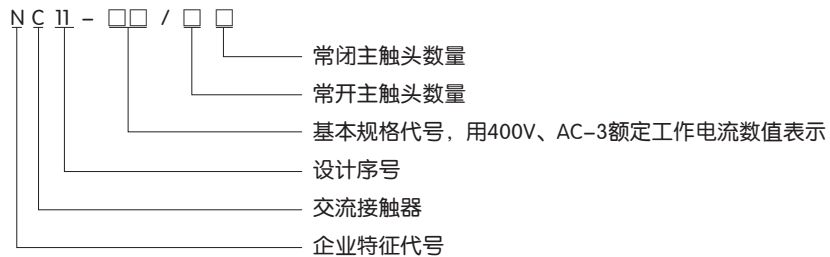 N C 11 – □□ / □ □
常闭主触头数量
常开主触头数量
基本规格代号，用400V、AC–3额定工作电流数值表示
设计序号
交流接触器
企业特征代号